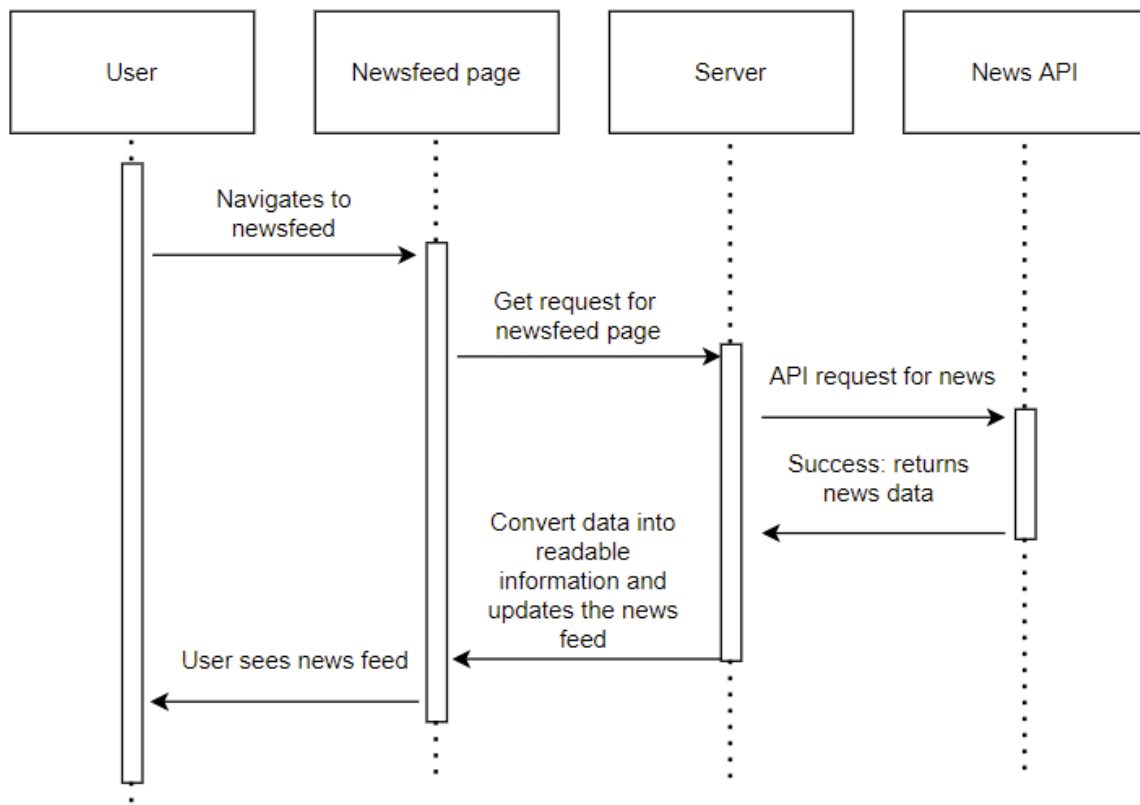 User
Newsfeed page
Server
News API
Navigates to
newsfeed
Get request for
newsfeed page
API request for news
Success: returns
news data
Convert data into
readable
information and
updates the news
feed
User sees news feed